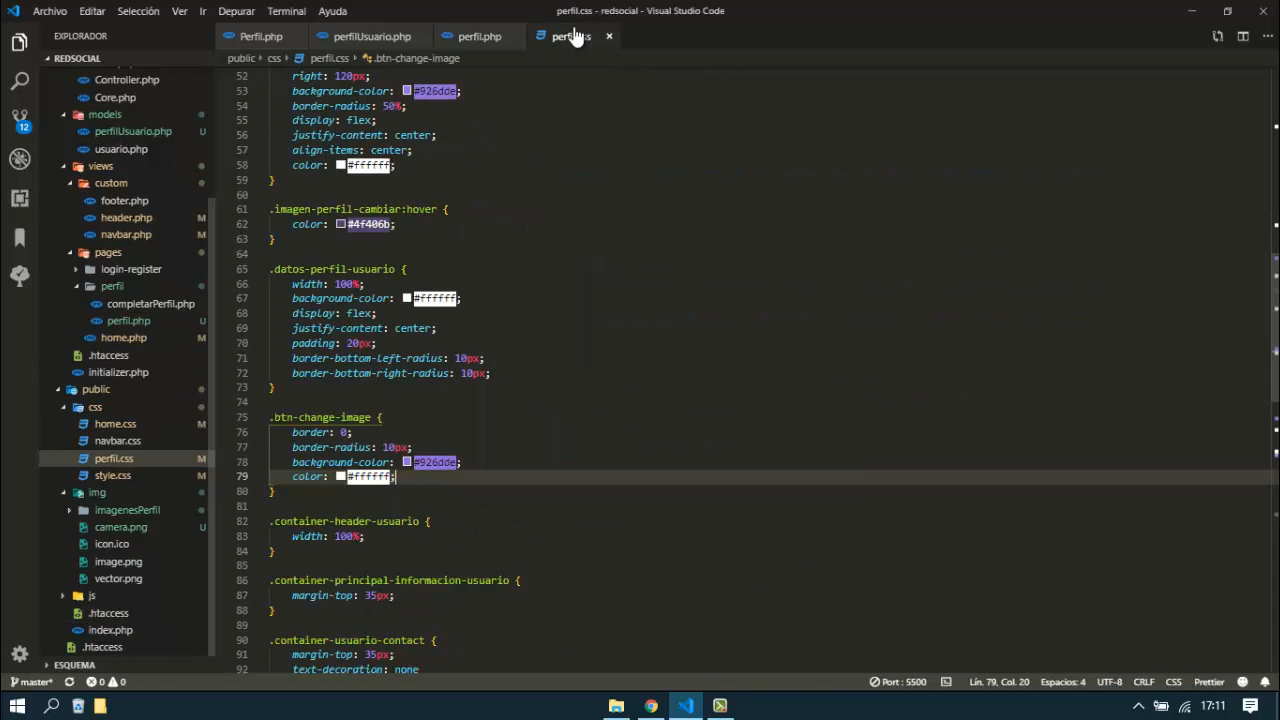 Archivo Editar Selección Ver Ir Depurar Terminal Ayuda perfil.css - redsocial - Visual Studio Code
EXPLORADOR Perfil.php perfilUsuario.php perfil.php
REDSOCIAL public > css > perfil.css > .btn-change-image
Controller.php
Core.php
models
perfilUsuario.php U
usuario.php
views
custom
footer.php
header.php M
navbar.php M
pages
login-register
perfil
completarPerfil.php
perfil.php U
home.php M
.htaccess
initializer.php
public
css
home.css M
navbar.css
perfil.css M
style.css M
img
imagenesPerfil
camera.png U
icon.ico
image.png
vector.png
js
.htaccess
index.php
.htaccess
ESQUEMA
12
52 right: 120px;
53 background-color: #926dde;
54 border-radius: 50%;
55 display: flex;
56 justify-content: center;
57 align-items: center;
58 color: #ffffff;
59 }
60
61 .imagen-perfil-cambiar:hover {
62 color: #4f406b;
63 }
64
65 .datos-perfil-usuario {
66 width: 100%;
67 background-color: #ffffff;
68 display: flex;
69 justify-content: center;
70 padding: 20px;
71 border-bottom-left-radius: 10px;
72 border-bottom-right-radius: 10px;
73 }
74
75 .btn-change-image {
76 border: 0;
77 border-radius: 10px;
78 background-color: #926dde;
79 color: #ffffff;
80 }
81
82 .container-header-usuario {
83 width: 100%;
84 }
85
86 .container-principal-informacion-usuario {
87 margin-top: 35px;
88 }
89
90 .container-usuario-contact {
91 margin-top: 35px;
92 text-decoration: none
master* 0 0 Port : 5500 Lín. 79, Col. 20 Espacios: 4 UTF-8 CRLF CSS Prettier
17:11